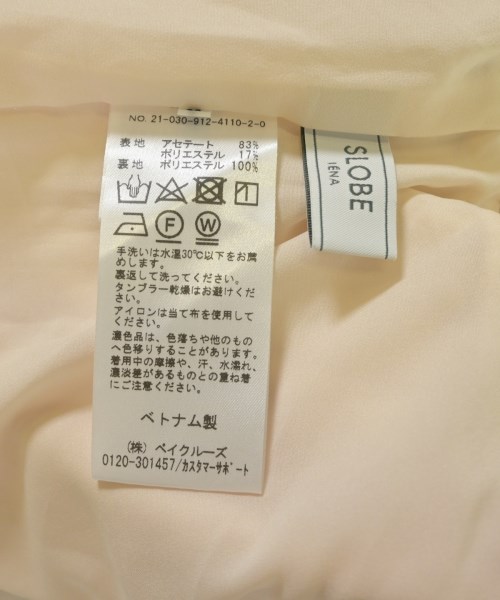 NO. 21-030-912-4110-2-0
表地 アセテート 83%
ポリエステル 17%
裏地 ポリエステル 100%
F W
手洗いは水温30℃以下をお薦
めします。
裏返して洗ってください。
タンブラー乾燥はお避けくださ
い。
アイロンは当て布を使用して
ください。
濃色品は、色落ちや他のもの
へ色移りすることがあります。
着用中の摩擦や、汗、水濡れ、
濃淡差があるものとの重ね着
にご注意ください。
ベトナム製
(株) ベイクルーズ
0120-301457/カスタマーサポート
SLOBE
IÉNA